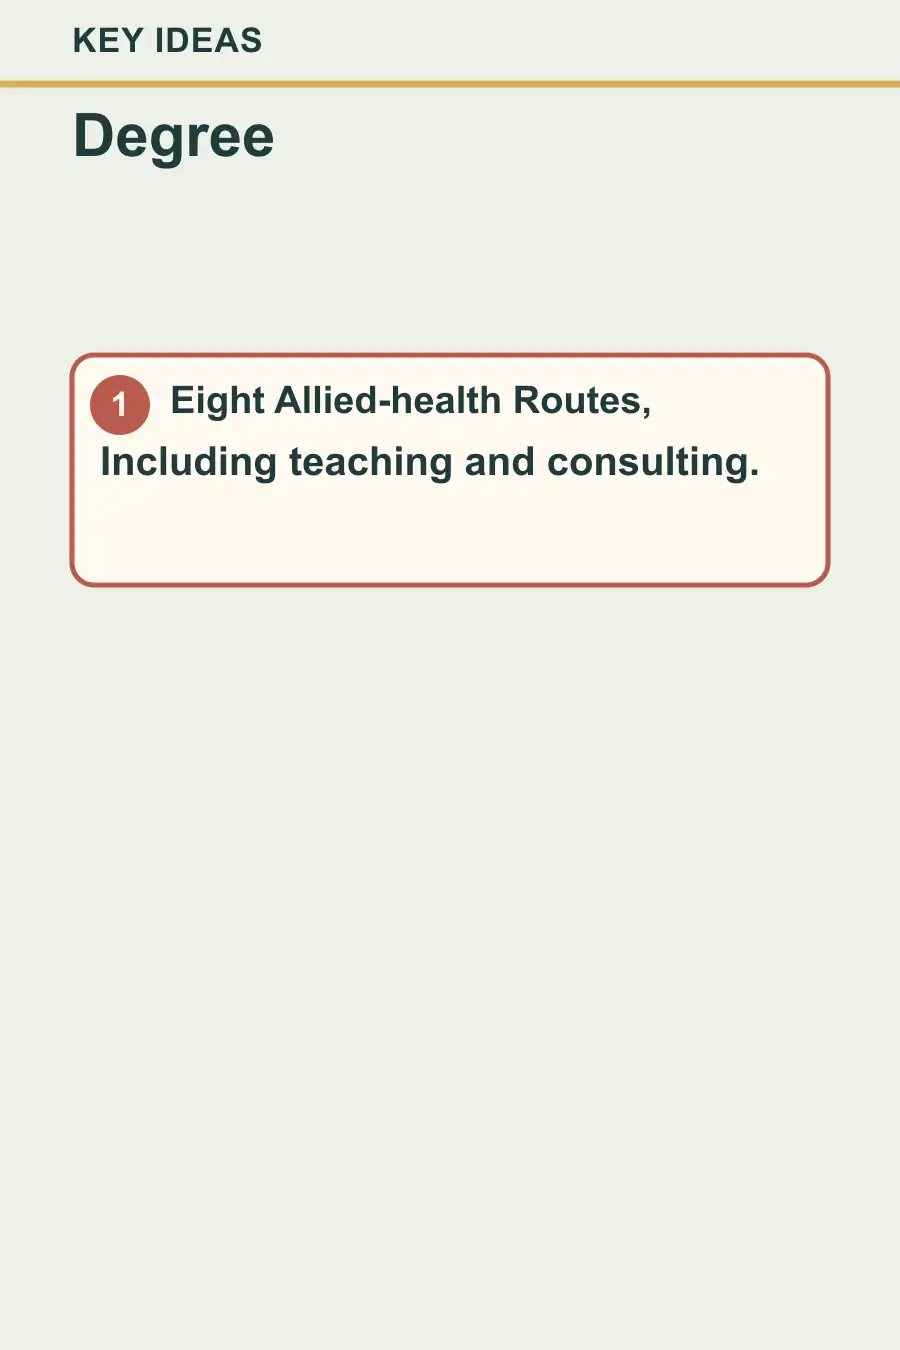 KEY IDEAS
Degree
1 Eight Allied-health Routes,
Including teaching and consulting.